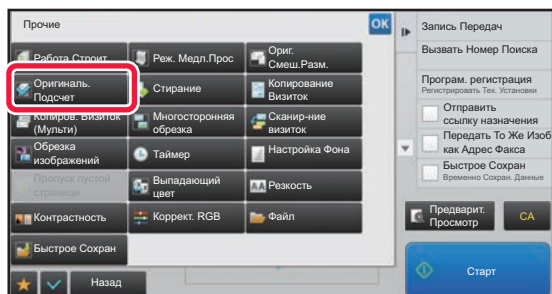 Прочие
OK
Работа Строит
Реж. Медл.Прос
Ориг.
Смеш.Разм.
Оригиналь.
Подсчет
Стирание
Копирование
Визиток
Копиров. Визиток
(Мульти)
Многосторонняя
обрезка
Сканир-ние
визиток
Обрезка
изображений
Таймер
Настройка Фона
Пропуск пустой
страницы
Выпадающий
цвет
Резкость
Контрастность
Коррект. RGB
Файл
Быстрое Сохран
Назад
Запись Передач
Вызвать Номер Поиска
Програм. регистрация
Регистрировать Тек. Установки
Отправить
ссылку назначения
Передать То Же Изоб
как Адрес Факса
Быстрое Сохран
Временно Сохран. Данные
Предварит.
Просмотр
CA
Старт